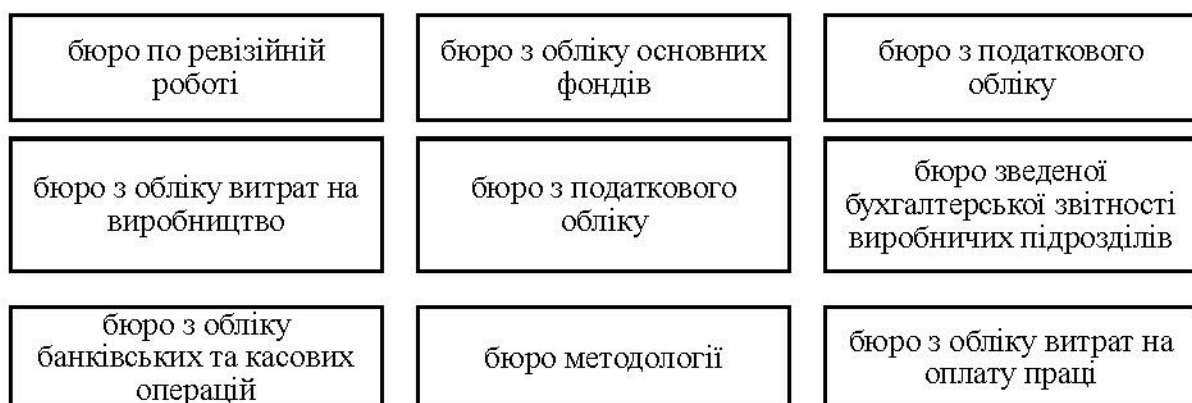 бюро по ревізійній
роботі
бюро з обліку основних
фондів
бюро з податкового
обліку
бюро з обліку витрат на
виробництво
бюро з податкового
обліку
бюро зведеної
бухгалтерської звітності
виробничих підрозділів
бюро з обліку
банківських та касових
операцій
бюро методології
бюро з обліку витрат на
оплату праці